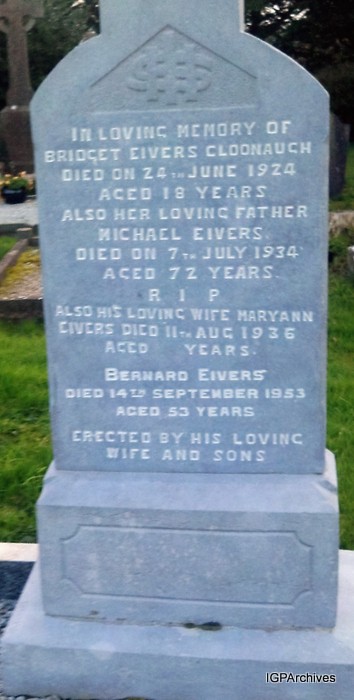 IHS
IN LOVING MEMORY OF
BRIDGET EIVERS CLOONAUGH
DIED ON 24TH JUNE 1924
AGED 18 YEARS
ALSO HER LOVING FATHER
MICHAEL EIVERS.
DIED ON 7TH JULY 1934
AGED 72 YEARS.
R I P
ALSO HIS LOVING WIFE MARYANN
EIVERS DIED 11TH AUG 1936
AGED YEARS.
BERNARD EIVERS
DIED 14TH SEPTEMBER 1953
AGED 53 YEARS
ERECTED BY HIS LOVING
WIFE AND SONS
IGPArchives